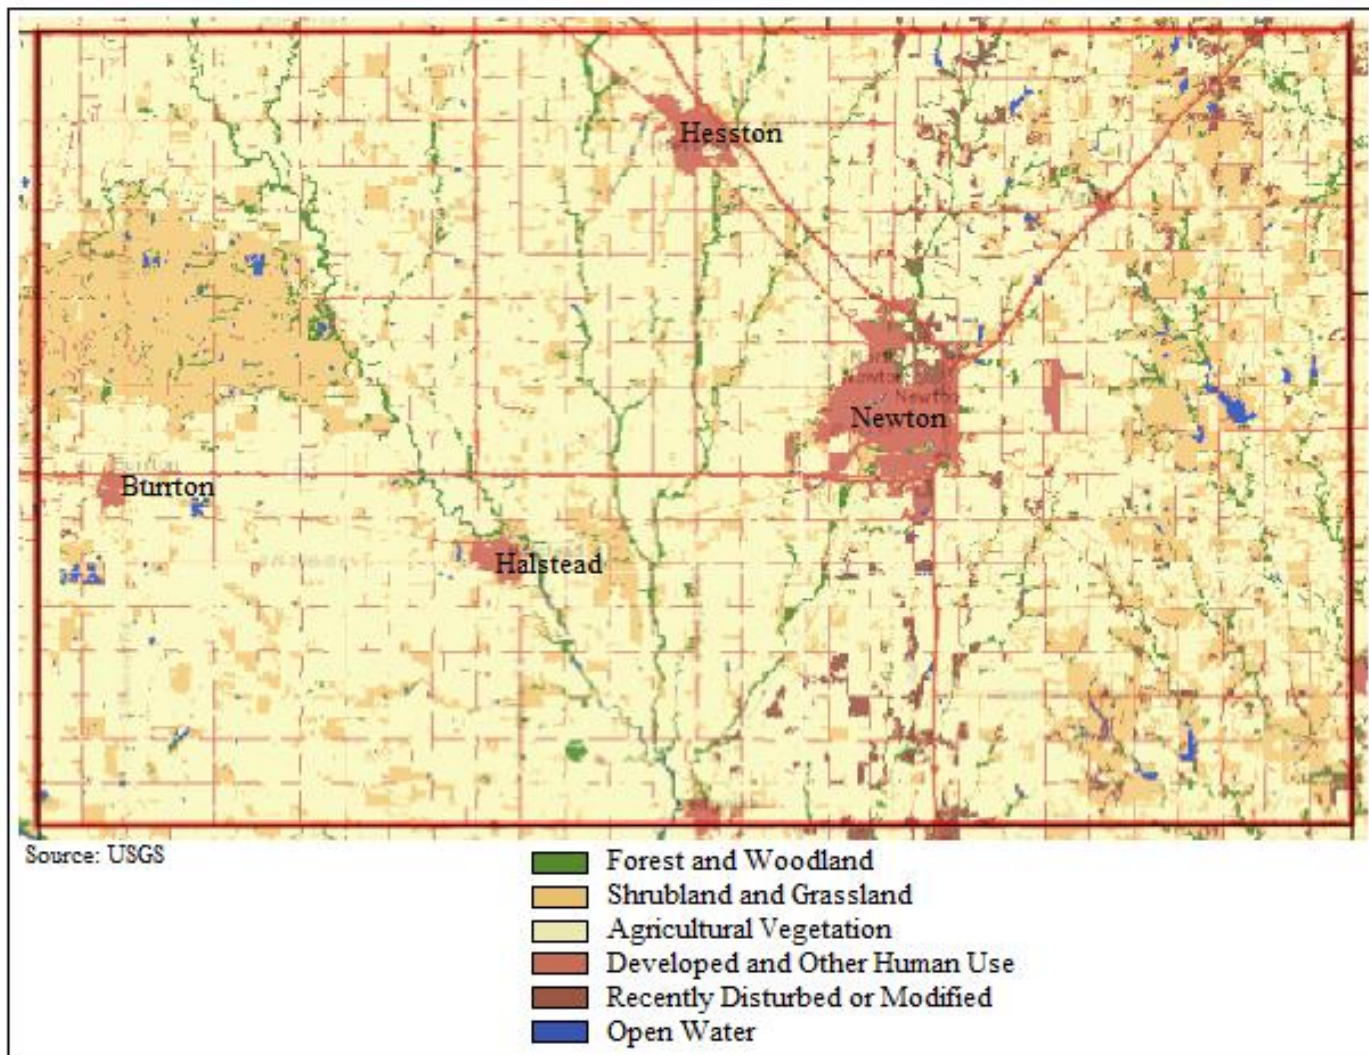 Hesston
Newton
Burrton
Halstead
Source: USGS
Forest and Woodland
Shrubland and Grassland
Agricultural Vegetation
Developed and Other Human Use
Recently Disturbed or Modified
Open Water